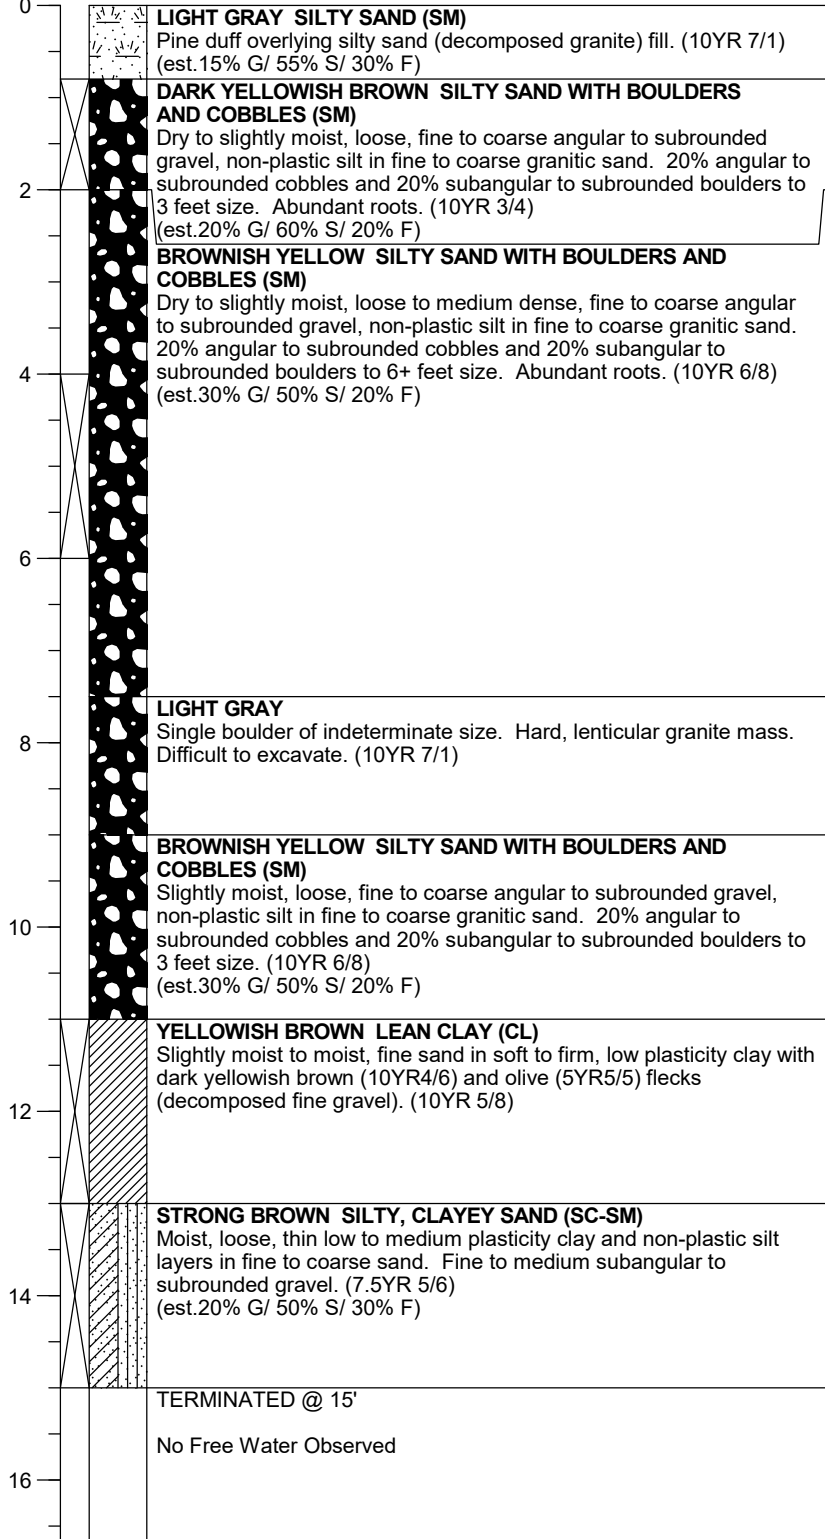 0
LIGHT GRAY SILTY SAND (SM)
Pine duff overlying silty sand (decomposed granite) fill. (10YR 7/1)
(est.15% G/ 55% S/ 30% F)
DARK YELLOWISH BROWN SILTY SAND WITH BOULDERS
AND COBBLES (SM)
Dry to slightly moist, loose, fine to coarse angular to subrounded
gravel, non-plastic silt in fine to coarse granitic sand. 20% angular to
2
subrounded cobbles and 20% subangular to subrounded boulders to
3 feet size. Abundant roots. (10YR 3/4)
(est.20% G/ 60% S/ 20% F)
BROWNISH YELLOW SILTY SAND WITH BOULDERS AND
COBBLES (SM)
Dry to slightly moist, loose to medium dense, fine to coarse angular
to subrounded gravel, non-plastic silt in fine to coarse granitic sand.
20% angular to subrounded cobbles and 20% subangular to
4
subrounded boulders to 6+ feet size. Abundant roots. (10YR 6/8)
(est.30% G/ 50% S/ 20% F)
6
LIGHT GRAY
Single boulder of indeterminate size. Hard, lenticular granite mass.
8
Difficult to excavate. (10YR 7/1)
BROWNISH YELLOW SILTY SAND WITH BOULDERS AND
COBBLES (SM)
Slightly moist, loose, fine to coarse angular to subrounded gravel,
non-plastic silt in fine to coarse granitic sand. 20% angular to
10
subrounded cobbles and 20% subangular to subrounded boulders to
3 feet size. (10YR 6/8)
(est.30% G/ 50% S/ 20% F)
YELLOWISH BROWN LEAN CLAY (CL)
Slightly moist to moist, fine sand in soft to firm, low plasticity clay with
dark yellowish brown (10YR4/6) and olive (5YR5/5) flecks
12
(decomposed fine gravel). (10YR 5/8)
STRONG BROWN SILTY, CLAYEY SAND (SC-SM)
Moist, loose, thin low to medium plasticity clay and non-plastic silt
layers in fine to coarse sand. Fine to medium subangular to
14
subrounded gravel. (7.5YR 5/6)
(est.20% G/ 50% S/ 30% F)
TERMINATED @ 15'
No Free Water Observed
16